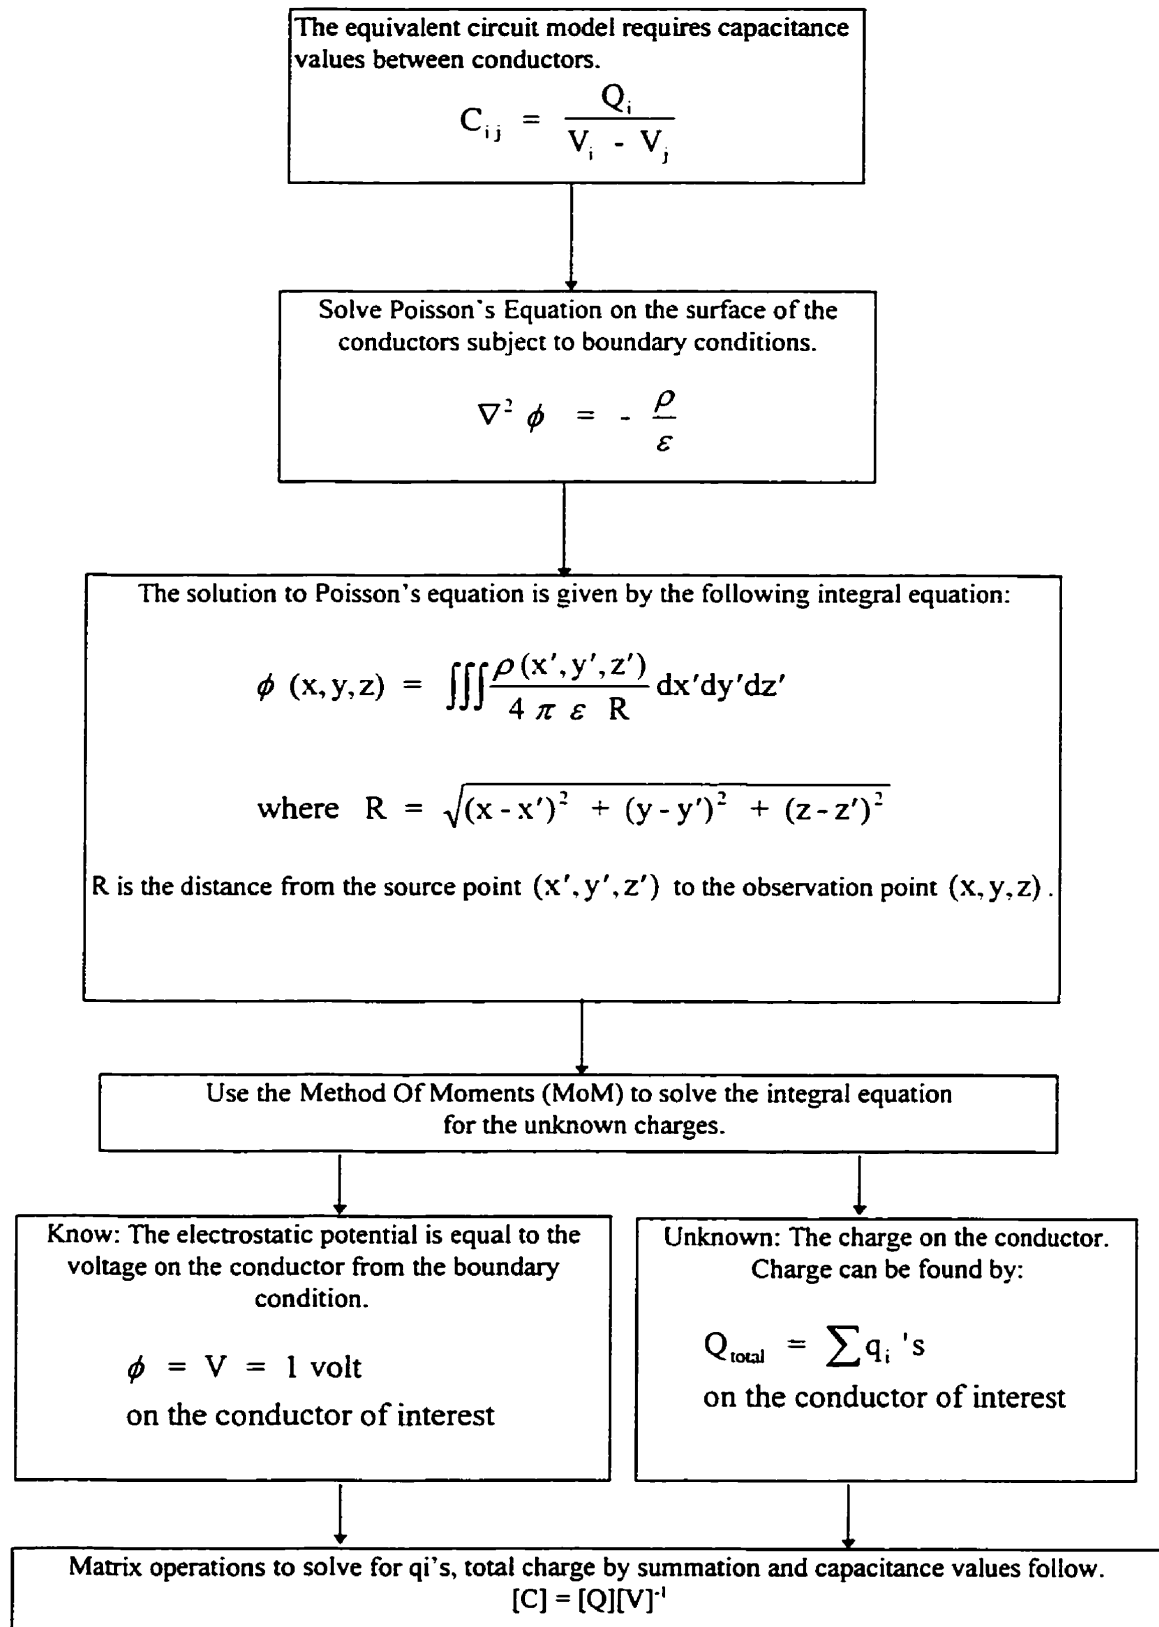 The equivalent circuit model requires capacitance
values between conductors.
C_ij = Q_i / (V_i - V_j)
Solve Poisson's Equation on the surface of the
conductors subject to boundary conditions.
∇² ϕ = - ρ / ε
The solution to Poisson's equation is given by the following integral equation:
ϕ (x,y,z) = ∭ ρ(x′,y′,z′) / (4 π ε R) dx′dy′dz′
where R = √((x-x′)² + (y-y′)² + (z-z′)²)
R is the distance from the source point (x′,y′,z′) to the observation point (x,y,z).
Use the Method Of Moments (MoM) to solve the integral equation
for the unknown charges.
Know: The electrostatic potential is equal to the
voltage on the conductor from the boundary
condition.
ϕ = V = 1 volt
on the conductor of interest
Unknown: The charge on the conductor.
Charge can be found by:
Q_total = ∑ q_i 's
on the conductor of interest
Matrix operations to solve for qi's, total charge by summation and capacitance values follow.
[C] = [Q][V]⁻¹